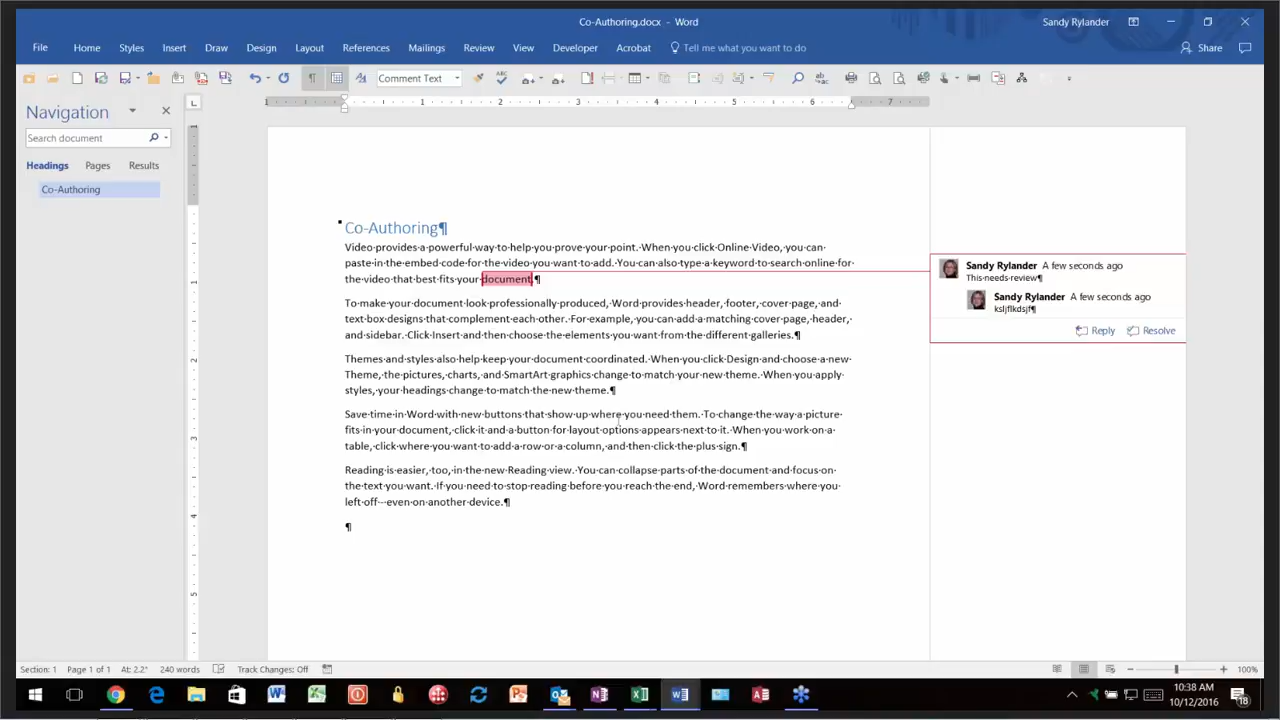 Co-Authoring.docx - Word
Sandy Rylander
File Home Styles Insert Draw Design Layout References Mailings Review View Developer Acrobat Tell me what you want to do Share
Comment Text
Navigation
Search document
Headings Pages Results
Co-Authoring
1 1 2 3 4 5 6 7
1
1
2
3
4
5
Co-Authoring¶
Video·provides·a·powerful·way·to·help·you·prove·your·point.·When·you·click·Online·Video,·you·can·
paste·in·the·embed·code·for·the·video·you·want·to·add.·You·can·also·type·a·keyword·to·search·online·for·
the·video·that·best·fits·your·document.¶
To·make·your·document·look·professionally·produced,·Word·provides·header,·footer,·cover·page,·and·
text·box·designs·that·complement·each·other.·For·example,·you·can·add·a·matching·cover·page,·header,·
and·sidebar.·Click·Insert·and·then·choose·the·elements·you·want·from·the·different·galleries.¶
Themes·and·styles·also·help·keep·your·document·coordinated.·When·you·click·Design·and·choose·a·new·
Theme,·the·pictures,·charts,·and·SmartArt·graphics·change·to·match·your·new·theme.·When·you·apply·
styles,·your·headings·change·to·match·the·new·theme.¶
Save·time·in·Word·with·new·buttons·that·show·up·where·you·need·them.·To·change·the·way·a·picture·
fits·in·your·document,·click·it·and·a·button·for·layout·options·appears·next·to·it.·When·you·work·on·a·
table,·click·where·you·want·to·add·a·row·or·a·column,·and·then·click·the·plus·sign.¶
Reading·is·easier,·too,·in·the·new·Reading·view.·You·can·collapse·parts·of·the·document·and·focus·on·
the·text·you·want.·If·you·need·to·stop·reading·before·you·reach·the·end,·Word·remembers·where·you·
left·off·-·even·on·another·device.¶
¶
Sandy Rylander A few seconds ago
This·needs·review¶
Sandy Rylander A few seconds ago
ksljflkdsjf¶
Reply Resolve
Section: 1 Page 1 of 1 At: 2.2" 240 words Track Changes: Off 100%
10:38 AM
10/12/2016
18